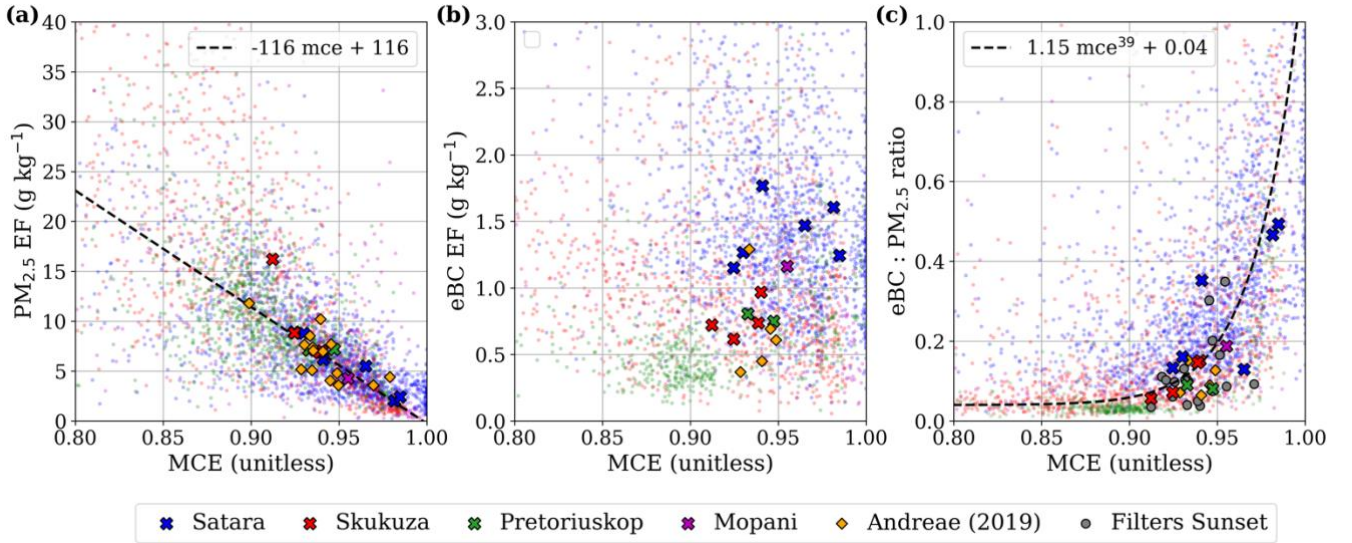 (a)
40
35
30
25
20
15
10
5
0
PM2.5 EF (g kg−1)
-116 mce + 116
0.80 0.85 0.90 0.95 1.00
MCE (unitless)
(b)
3.0
2.5
2.0
1.5
1.0
0.5
0.0
eBC EF (g kg−1)
0.80 0.85 0.90 0.95 1.00
MCE (unitless)
(c)
1.0
0.8
0.6
0.4
0.2
0.0
eBC : PM2.5 ratio
1.15 mce39 + 0.04
0.80 0.85 0.90 0.95 1.00
MCE (unitless)
Satara Skukuza Pretoriuskop Mopani Andreae (2019) Filters Sunset